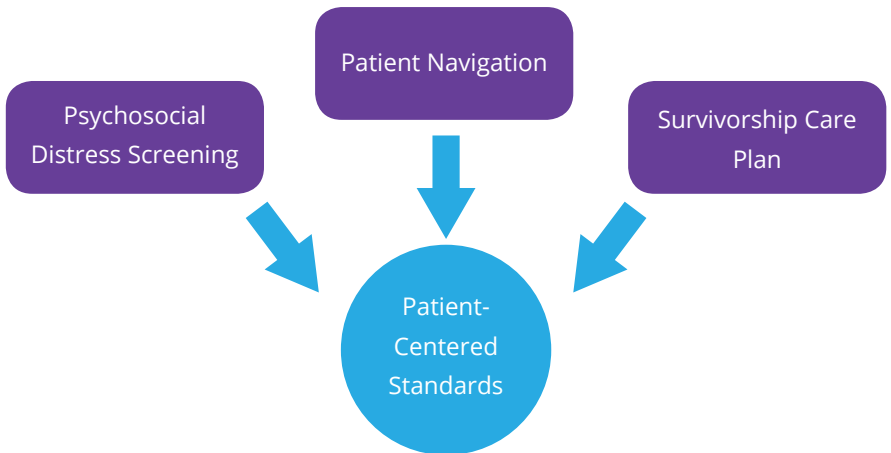 Patient Navigation
Psychosocial
Distress Screening
Survivorship Care
Plan
Patient-
Centered
Standards